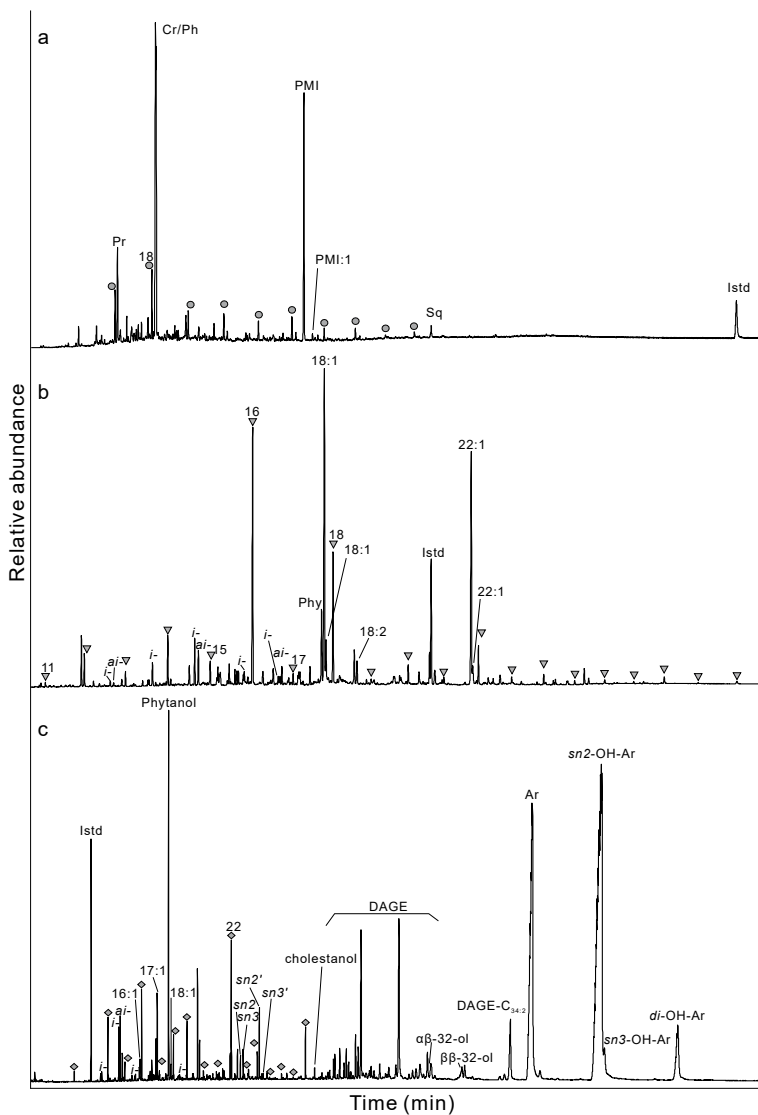 a
Cr/Ph
PMI
Pr
18
PMI:1
Sq
Istd
b
18:1
16
22:1
18
18:1
Istd
Phy
22:1
18:2
i-
i-
ai-
i-
ai-
15
i-
i-
ai-
17
11
c
Phytanol
sn2-OH-Ar
Ar
Istd
DAGE
22
cholestanol
17:1
16:1
18:1
sn2'
sn3'
sn2
sn3
ai-
i-
i-
i-
i-
DAGE-C34:2
αβ-32-ol
ββ-32-ol
di-OH-Ar
sn3-OH-Ar
Relative abundance
Time (min)